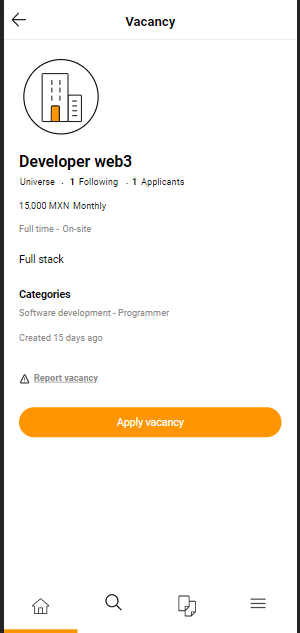 Vacancy
Developer web3
Universe . 1 Following . 1 Applicants
15,000 MXN Monthly
Full time - On-site
Full stack
Categories
Software development - Programmer
Created 15 days ago
Report vacancy
Apply vacancy